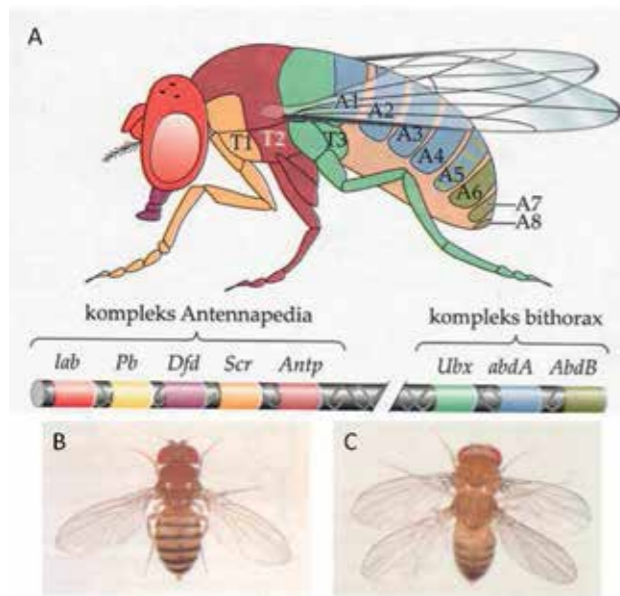 A
A1
A2
T1
T2
T3
A3
A4
A5
A6
A7
A8
kompleks Antennapedia
kompleks bithorax
lab
Pb
Dfd
Scr
Antp
Ubx
abdA
AbdB
B
C